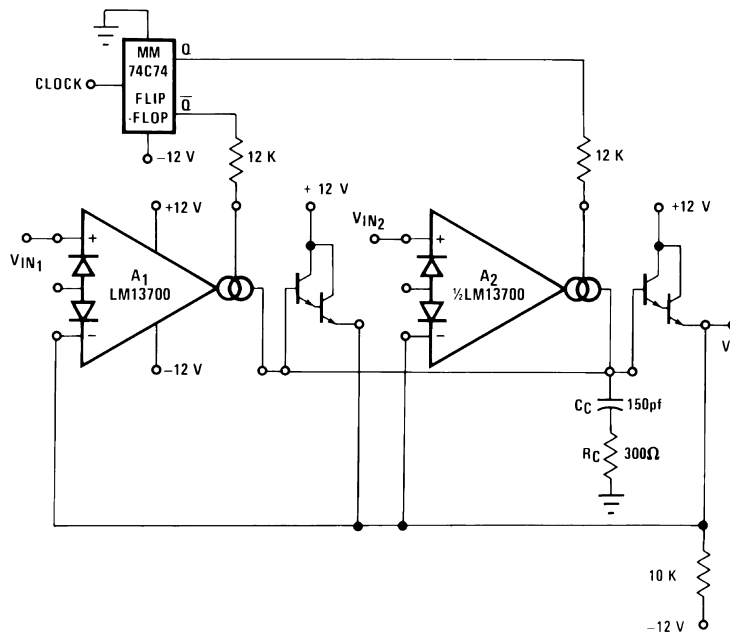 MM
74C74
FLIP
-FLOP
Q
Q̅
CLOCK
-12 V
12 K
12 K
+12 V
+ 12 V
+12 V
VIN1
+
-
A1
LM13700
-12 V
VIN2
+
-
A2
½LM13700
V
CC 150pf
RC 300Ω
10 K
-12 V